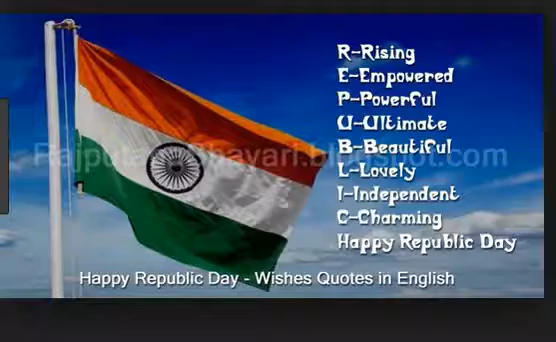 R-Rising
E-Empowered
P-Powerful
U-Ultimate
B-Beautiful
L-Lovely
I-Independent
C-Charming
Happy Republic Day
Happy Republic Day - Wishes Quotes in English